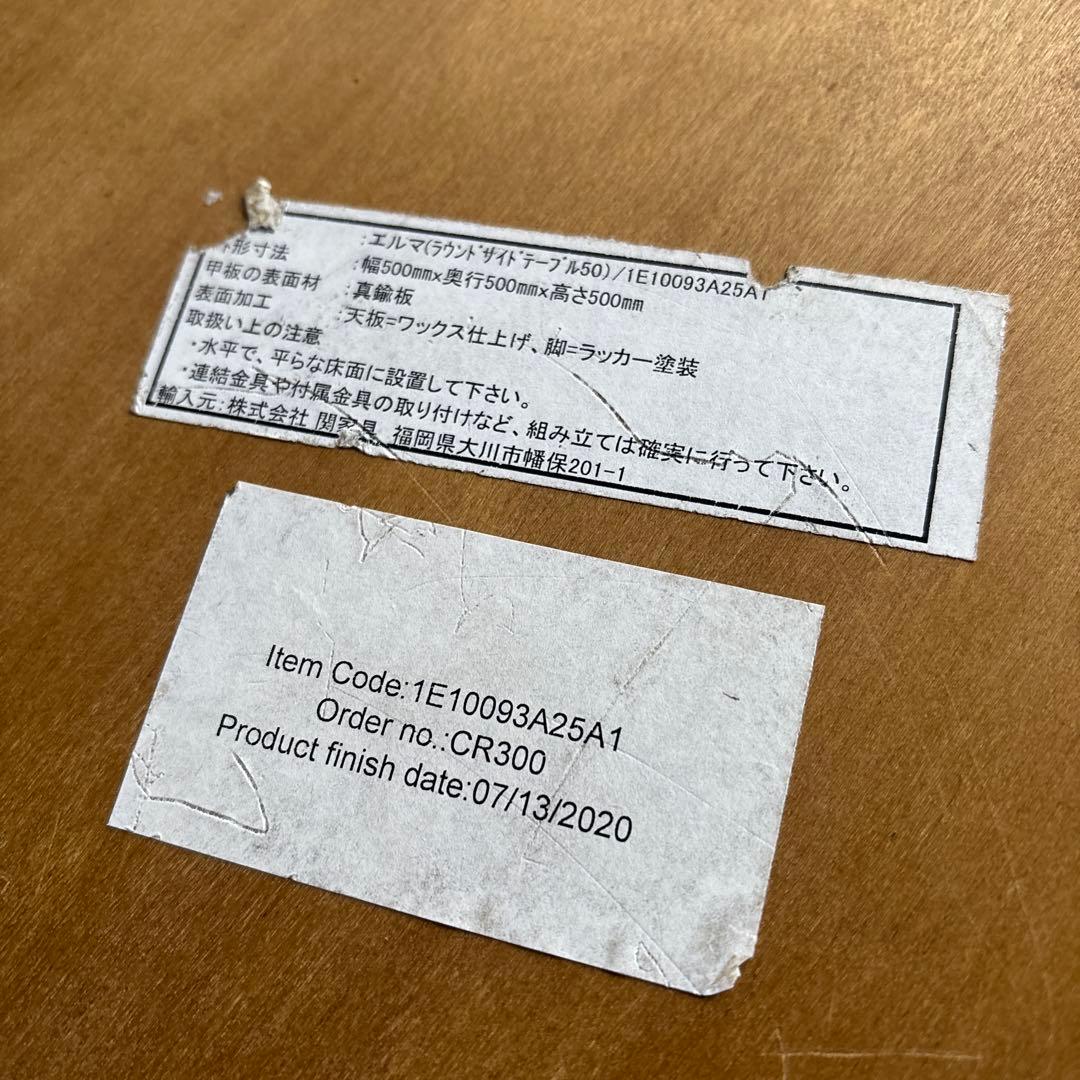 :エルマ(ラウンドサイドテーブル50)/1E10093A25A1
形寸法 :幅500mm×奥行500mm×高さ500mm
甲板の表面材 :真鍮板
表面加工 :天板=ワックス仕上げ、脚=ラッカー塗装
取扱い上の注意
・水平で、平らな床面に設置して下さい。
・連結金具や付属金具の取り付けなど、組み立ては確実に行って下さい。
輸入元:株式会社 関家具 福岡県大川市幡保201-1
Item Code:1E10093A25A1
Order no.:CR300
Product finish date:07/13/2020